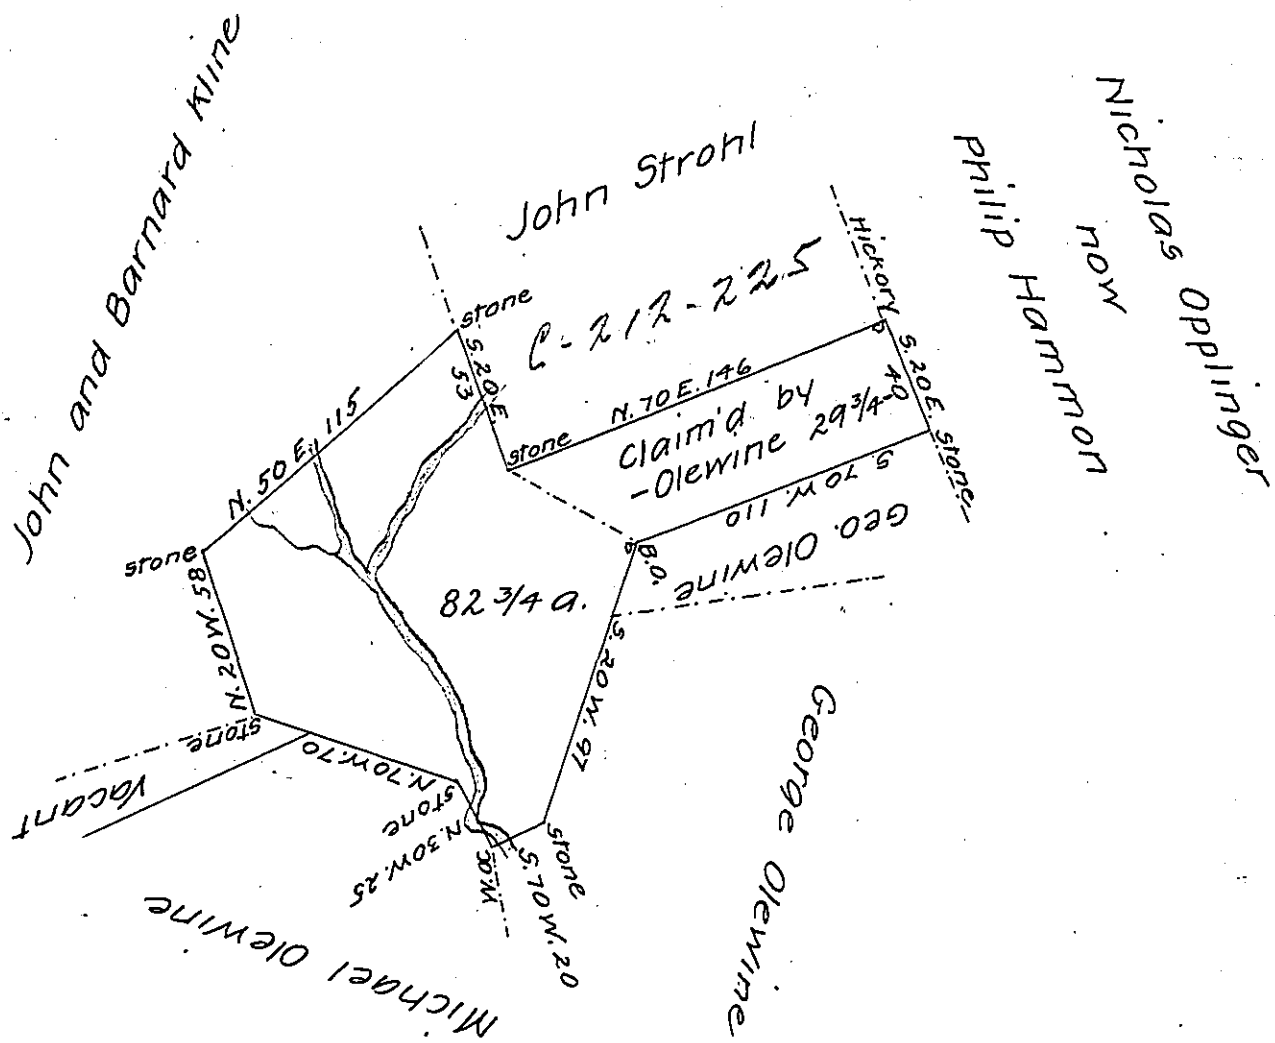 John and Barnard Kline
John Strohl
Nicholas Opplinger
now
Philip Hammon
C-212-225
Hickory
stone
S.20E.
53
N. 50 E. 115
N. 70 E. 146
S. 20 E.
40
Stone
stone
Claim'd by
-Olewine 29 3/4-
S 70 W. 110
Geo. Olewine
B.O.
stone
82 3/4 a.
N. 20 W. 58
S. 20 W. 97
stone
N. 70 W. 70
Vacant
stone
N. 30 W. 25
stone
S. 70 W. 20
George Olewine
Michael Olewine